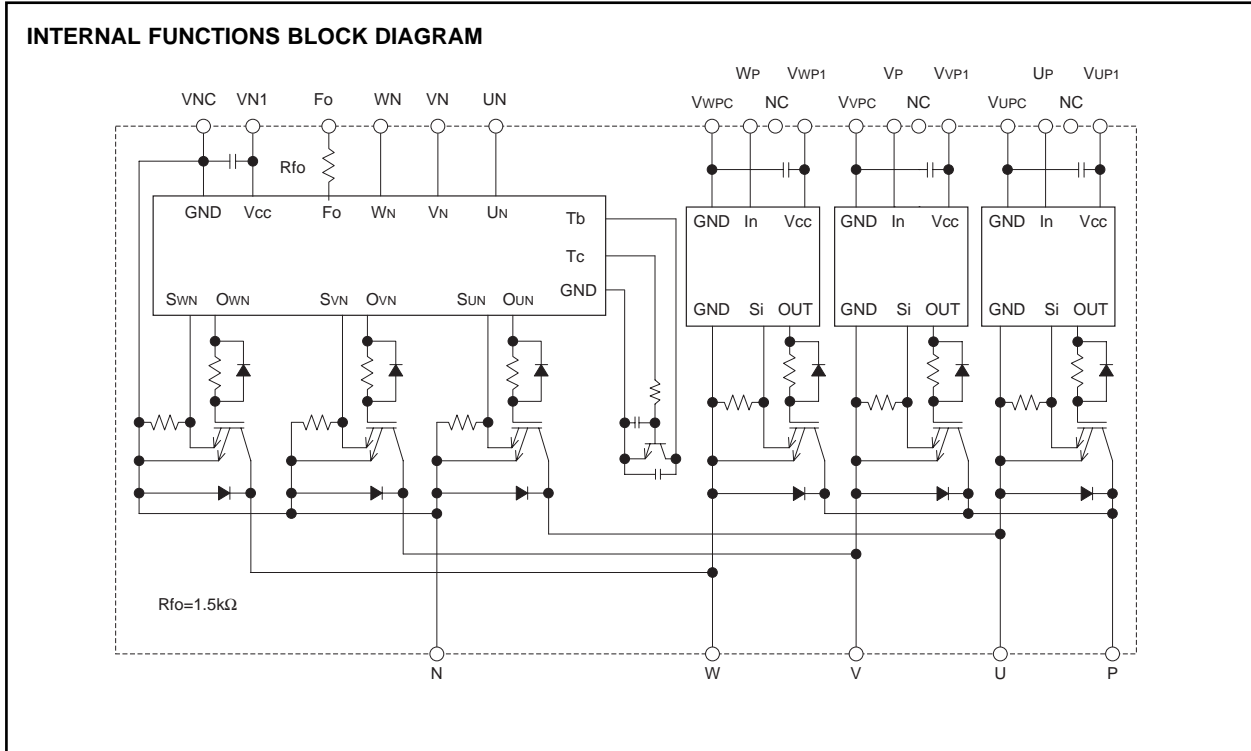 INTERNAL FUNCTIONS BLOCK DIAGRAM
WP VWP1 VP VVP1 UP VUP1
VNC VN1 Fo WN VN UN VWPC NC VVPC NC VUPC NC
Rfo
GND Vcc Fo WN VN UN Tb
Tc
GND
SWN OWN SVN OVN SUN OUN
GND In Vcc GND In Vcc GND In Vcc
GND Si OUT GND Si OUT GND Si OUT
Rfo=1.5kΩ
N W V U P